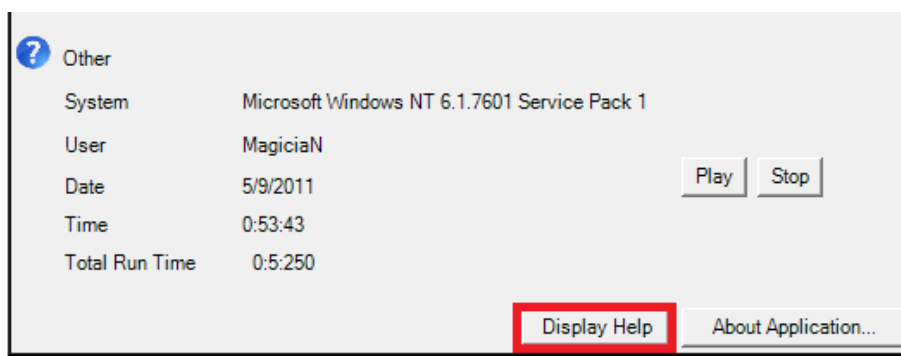 Other
System Microsoft Windows NT 6.1.7601 Service Pack 1
User MagiciaN
Date 5/9/2011
Play Stop
Time 0:53:43
Total Run Time 0:5:250
Display Help About Application...